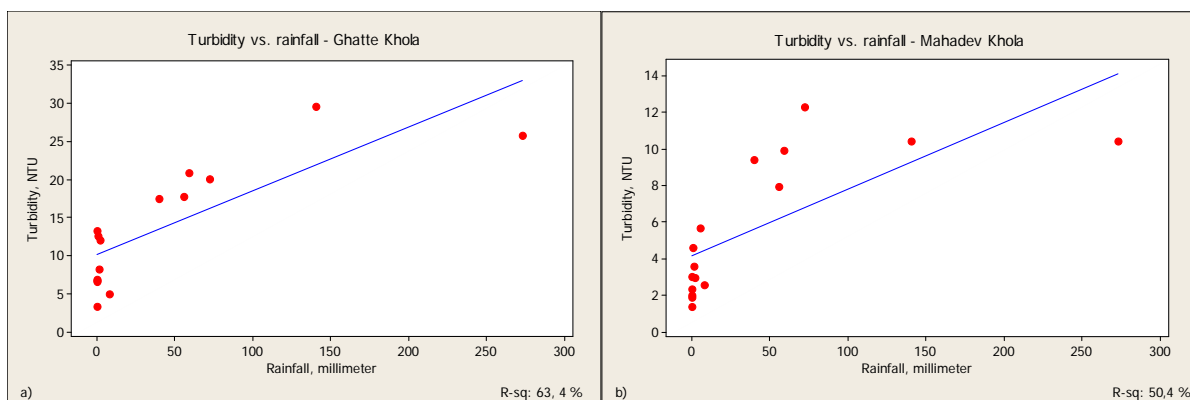 Turbidity vs. rainfall - Ghatte Khola
35
30
25
20
15
10
5
0
Turbidity, NTU
0 50 100 150 200 250 300
Rainfall, millimeter
a)
R-sq: 63, 4 %
Turbidity vs. rainfall - Mahadev Khola
14
12
10
8
6
4
2
0
Turbidity, NTU
0 50 100 150 200 250 300
Rainfall, millimeter
b)
R-sq: 50,4 %